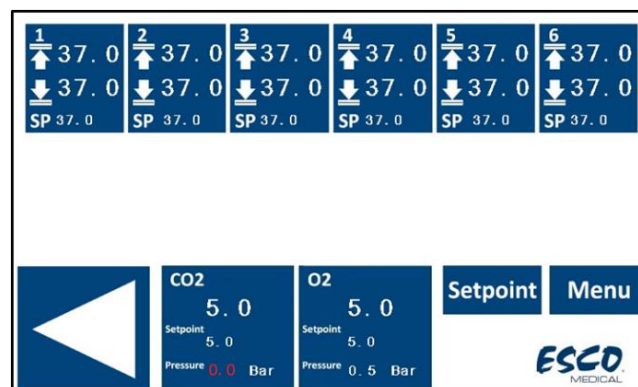 1 2 3 4 5 6
37.0 37.0 37.0 37.0 37.0 37.0
37.0 37.0 37.0 37.0 37.0 37.0
SP 37.0 SP 37.0 SP 37.0 SP 37.0 SP 37.0 SP 37.0
CO2
5.0
Setpoint
5.0
Pressure 0.0 Bar
O2
5.0
Setpoint
5.0
Pressure 0.5 Bar
Setpoint
Menu
ESCO
MEDICAL